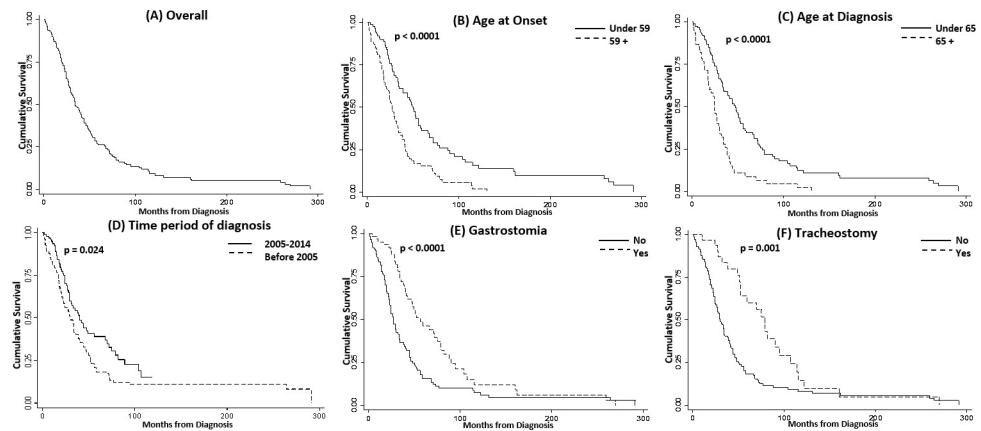 (A) Overall
Cumulative Survival
1.00
0.75
0.50
0.25
0.00
0
100
200
300
Months from Diagnosis
(B) Age at Onset
p < 0.0001
Under 59
59 +
Cumulative Survival
1.00
0.75
0.50
0.25
0.00
0
100
200
300
Months from Diagnosis
(C) Age at Diagnosis
p < 0.0001
Under 65
65 +
Cumulative Survival
1.00
0.75
0.50
0.25
0.00
0
100
200
300
Months from Diagnosis
(D) Time period of diagnosis
p = 0.024
2005-2014
Before 2005
Cumulative Survival
1.00
0.75
0.50
0.25
0.00
0
100
200
300
Months from Diagnosis
(E) Gastrostomia
p < 0.0001
No
Yes
Cumulative Survival
1.00
0.75
0.50
0.25
0.00
0
100
200
300
Months from Diagnosis
(F) Tracheostomy
p = 0.001
No
Yes
Cumulative Survival
1.00
0.75
0.50
0.25
0.00
0
100
200
300
Months from Diagnosis